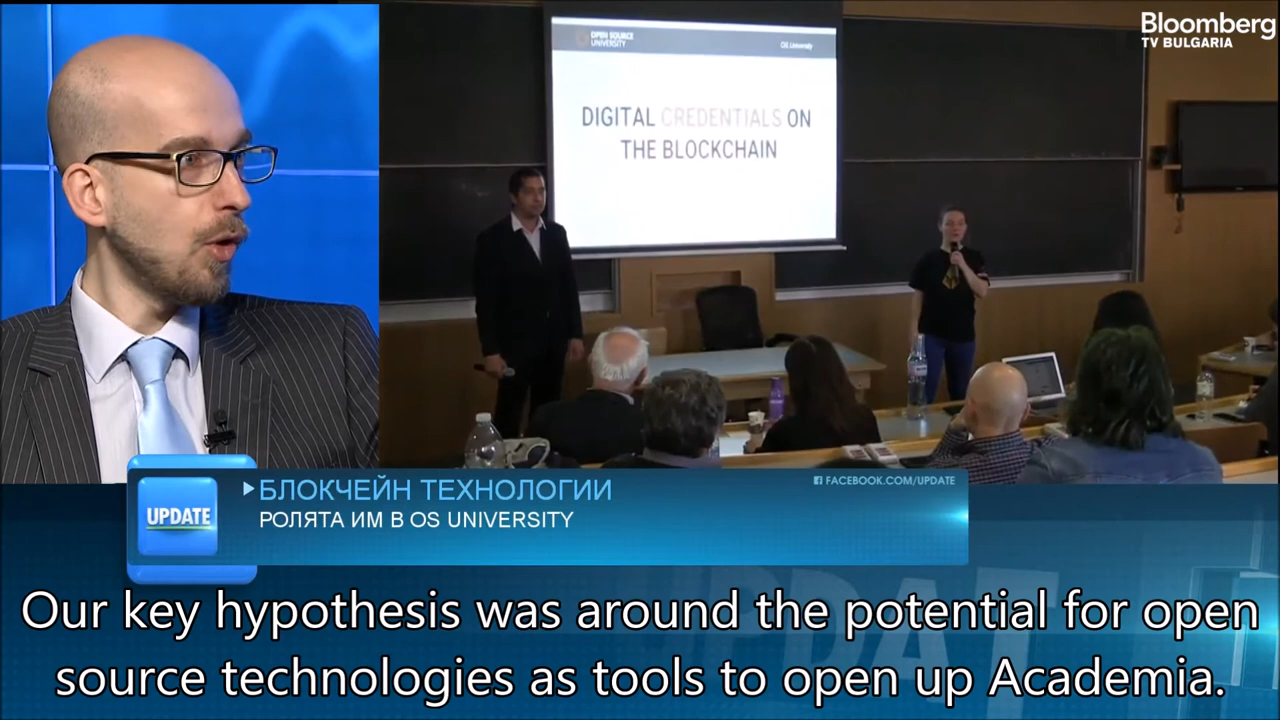 Bloomberg
TV BULGARIA
OPEN SOURCE
UNIVERSITY
OS.University
DIGITAL CREDENTIALS ON
THE BLOCKCHAIN
UPDATE
БЛОКЧЕЙН ТЕХНОЛОГИИ
FACEBOOK.COM/UPDATE
РОЛЯТА ИМ В OS UNIVERSITY
Our key hypothesis was around the potential for open
source technologies as tools to open up Academia.